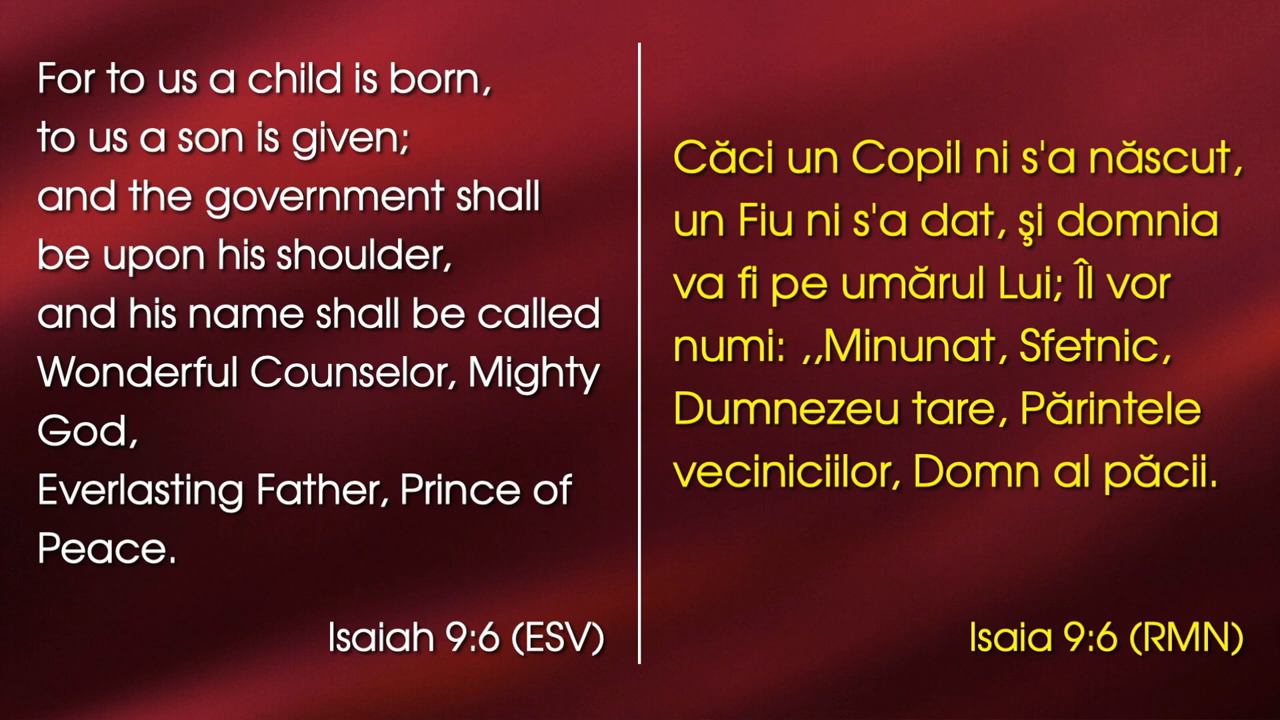 For to us a child is born,
to us a son is given;
and the government shall
be upon his shoulder,
and his name shall be called
Wonderful Counselor, Mighty
God,
Everlasting Father, Prince of
Peace.
Isaiah 9:6 (ESV)
Căci un Copil ni s'a născut,
un Fiu ni s'a dat, şi domnia
va fi pe umărul Lui; Îl vor
numi: ,,Minunat, Sfetnic,
Dumnezeu tare, Părintele
veciniciilor, Domn al păcii.
Isaia 9:6 (RMN)